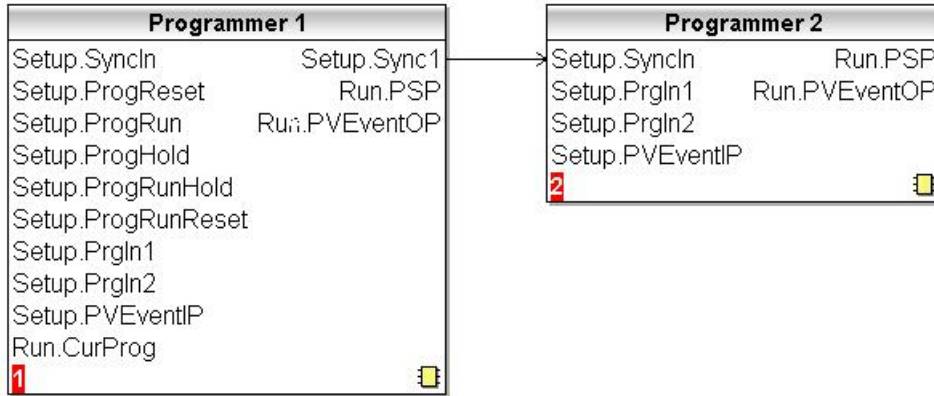 Programmer 1
Setup.SyncIn Setup.Sync1
Setup.ProgReset Run.PSP
Setup.ProgRun Run.PVEventOP
Setup.ProgHold
Setup.ProgRunHold
Setup.ProgRunReset
Setup.PrgIn1
Setup.PrgIn2
Setup.PVEventIP
Run.CurProg
1
Programmer 2
Setup.SyncIn Run.PSP
Setup.PrgIn1 Run.PVEventOP
Setup.PrgIn2
Setup.PVEventIP
2